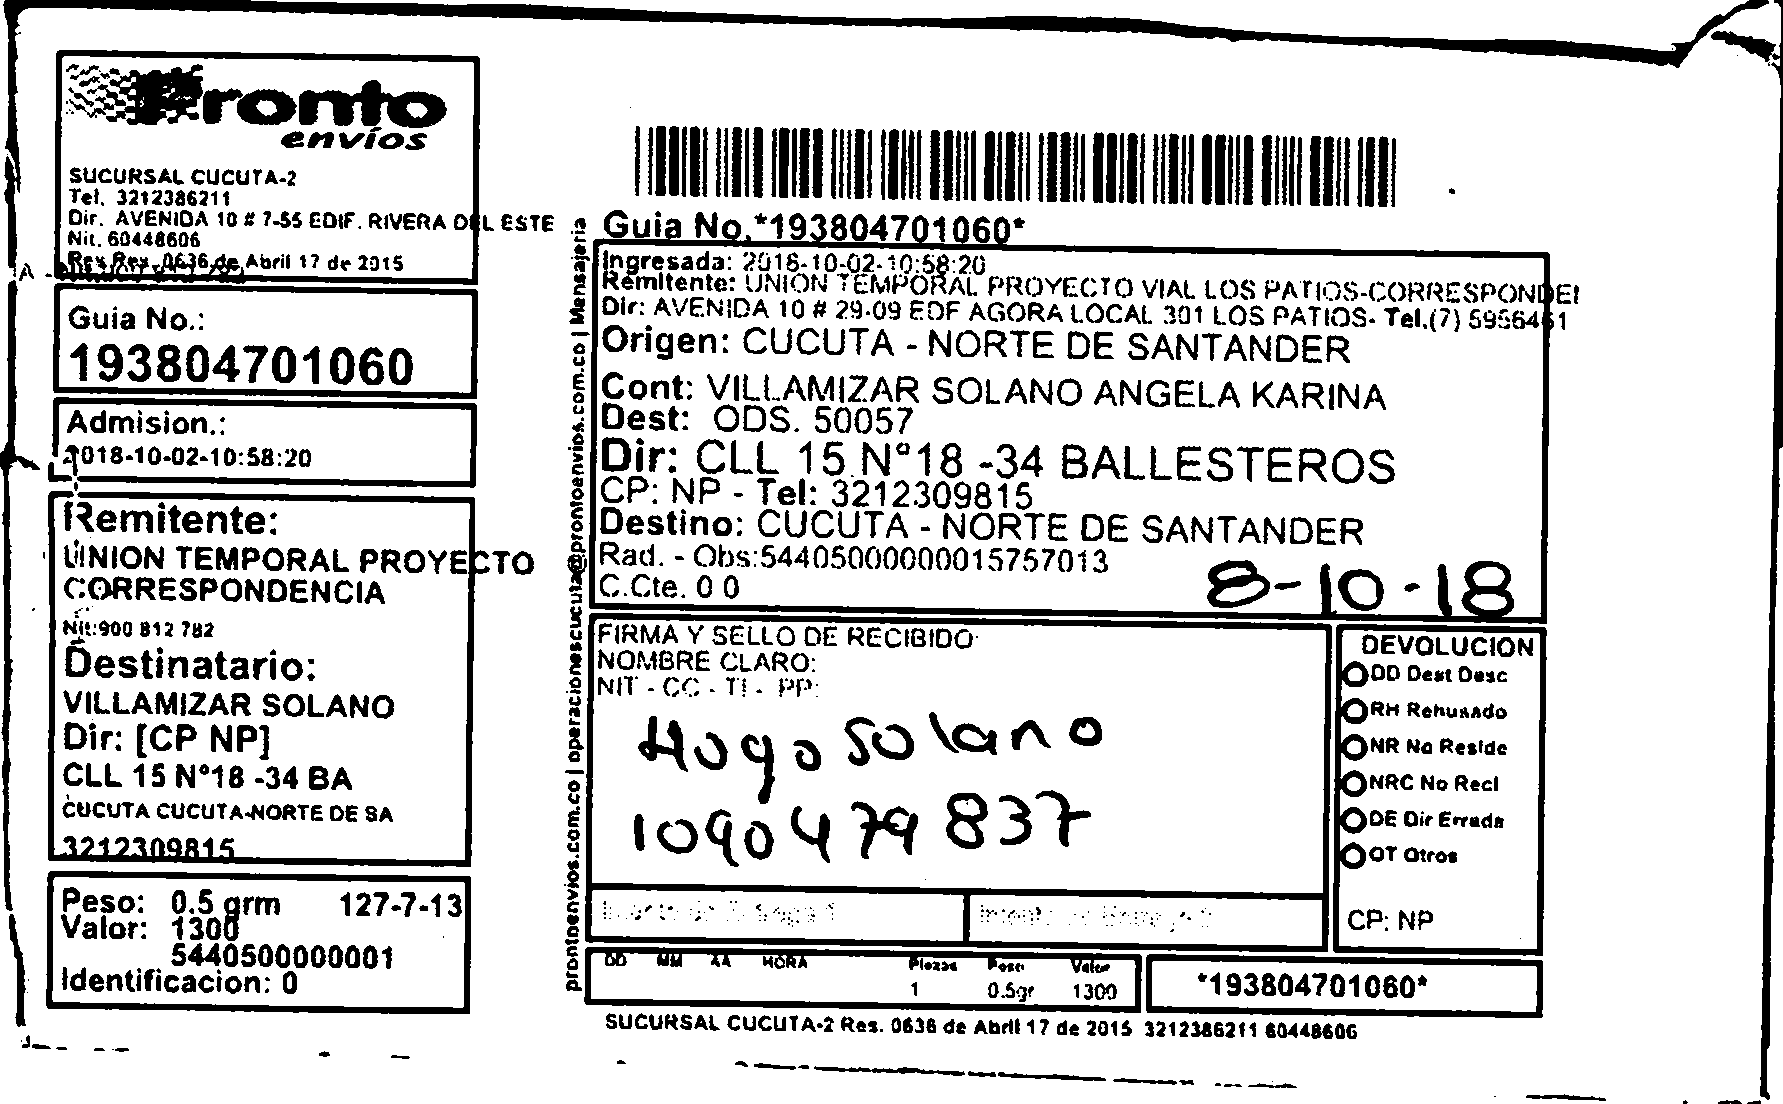 Pronto
envíos
SUCURSAL CUCUTA-2
Tel. 3212386211
Dir. AVENIDA 10 # 7-55 EDIF. RIVERA DEL ESTE
Nit. 60448606
Res.Res. 0636 de Abril 17 de 2015
Guia No.:
193804701060
Admision.:
2018-10-02-10:58:20
Remitente:
UNION TEMPORAL PROYECTO
CORRESPONDENCIA
Nit:900 812 782
Destinatario:
VILLAMIZAR SOLANO
Dir: [CP NP]
CLL 15 N°18 -34 BA
CUCUTA CUCUTA-NORTE DE SA
3212309815
Peso: 0.5 grm 127-7-13
Valor: 1300
5440500000001
Identificacion: 0
prontoenvios.com.co | operacionescucuta@prontoenvios.com.co | Mensajeria
Guia No.*193804701060*
Ingresada: 2018-10-02-10:58:20
Remitente: UNION TEMPORAL PROYECTO VIAL LOS PATIOS-CORRESPONDEI
Dir: AVENIDA 10 # 29-09 EDF AGORA LOCAL 301 LOS PATIOS- Tel.(7) 5956461
Origen: CUCUTA - NORTE DE SANTANDER
Cont: VILLAMIZAR SOLANO ANGELA KARINA
Dest: ODS. 50057
Dir: CLL 15 N°18 -34 BALLESTEROS
CP: NP - Tel: 3212309815
Destino: CUCUTA - NORTE DE SANTANDER
Rad. - Obs:544050000000015757013
C.Cte. 0 0
8-10-18
FIRMA Y SELLO DE RECIBIDO
NOMBRE CLARO:
NIT - CC - TI - PP:
Hugo Solano
1090479837
DEVOLUCION
DD Dest Desc
RH Rehusado
NR No Reside
NRC No Recl
DE Dir Errada
OT Otros
CP: NP
DD MM AA HORA Piezas Peso Valor
1 0.5gr 1300
*193804701060*
SUCURSAL CUCUTA-2 Res. 0636 de Abril 17 de 2015 3212386211 60448606